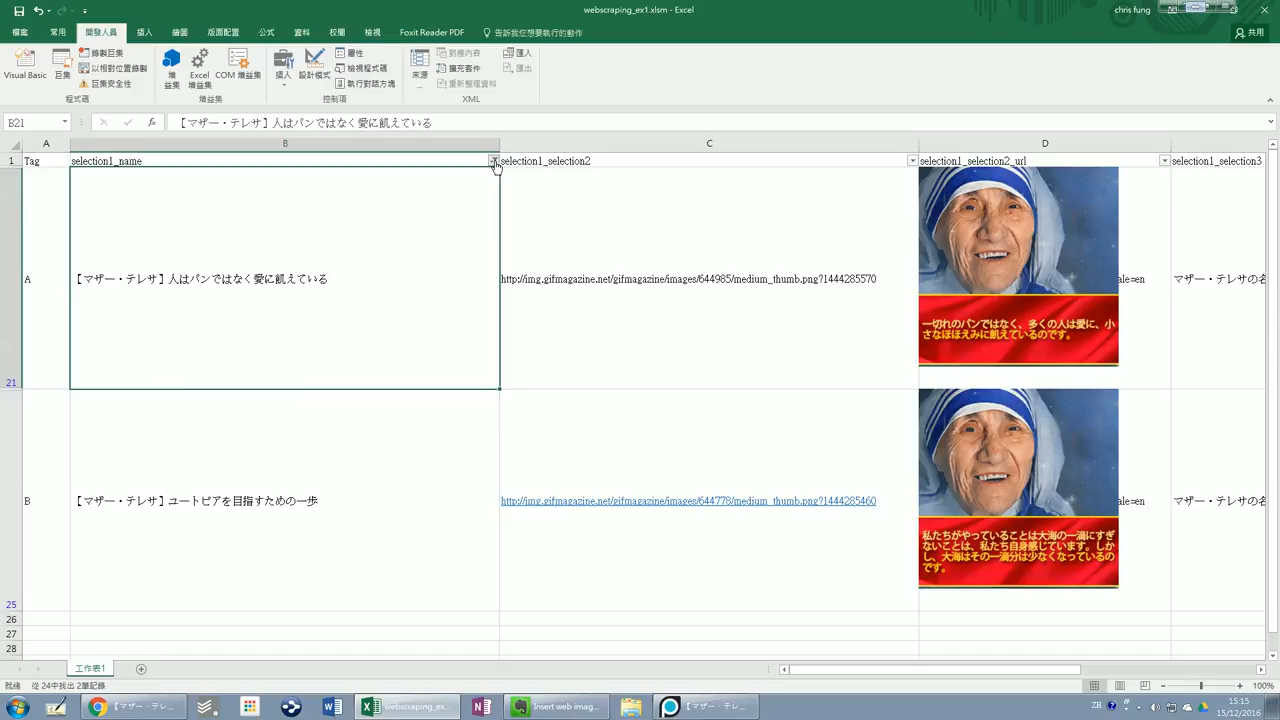 webscraping_ex1.xlsm - Excel
chris fung
檔案 常用 開發人員 插入 繪圖 版面配置 公式 資料 校閱 檢視 Foxit Reader PDF 告訴我您想要執行的動作 共用
Visual Basic 巨集 錄製巨集 以相對位置錄製 巨集安全性
增益集 Excel 增益集 COM 增益集
插入 設計模式 屬性 檢視程式碼 執行對話方塊
來源 對應內容 擴充套件 重新整理資料 匯入 匯出
程式碼 增益集 控制項 XML
B21 fx 【マザー・テレサ】人はパンではなく愛に飢えている
A B C D
1 Tag selection1_name selection1_selection2 selection1_selection2_url selection1_selection3
A 【マザー・テレサ】人はパンではなく愛に飢えている http://img.gifmagazine.net/gifmagazine/images/644985/medium_thumb.png?1444285570 ale=en マザー・テレサの名
一切れのパンではなく、多くの人は愛に、小
さなほほえみに飢えているのです。
21
B 【マザー・テレサ】ユートピアを目指すための一歩 http://img.gifmagazine.net/gifmagazine/images/644778/medium_thumb.png?1444285460 ale=en マザー・テレサの名
私たちがやっていることは大海の一滴にすぎ
ないことは、私たち自身感じています。しか
し、大海はその一滴分は少なくなっているの
です。
25
26
27
28
工作表1
就緒 從 24中找出 2筆記錄 100%
【マザー・テレ... webscraping_ex... Insert web imag... 【マザー・テレ... ZH 15:15
15/12/2016